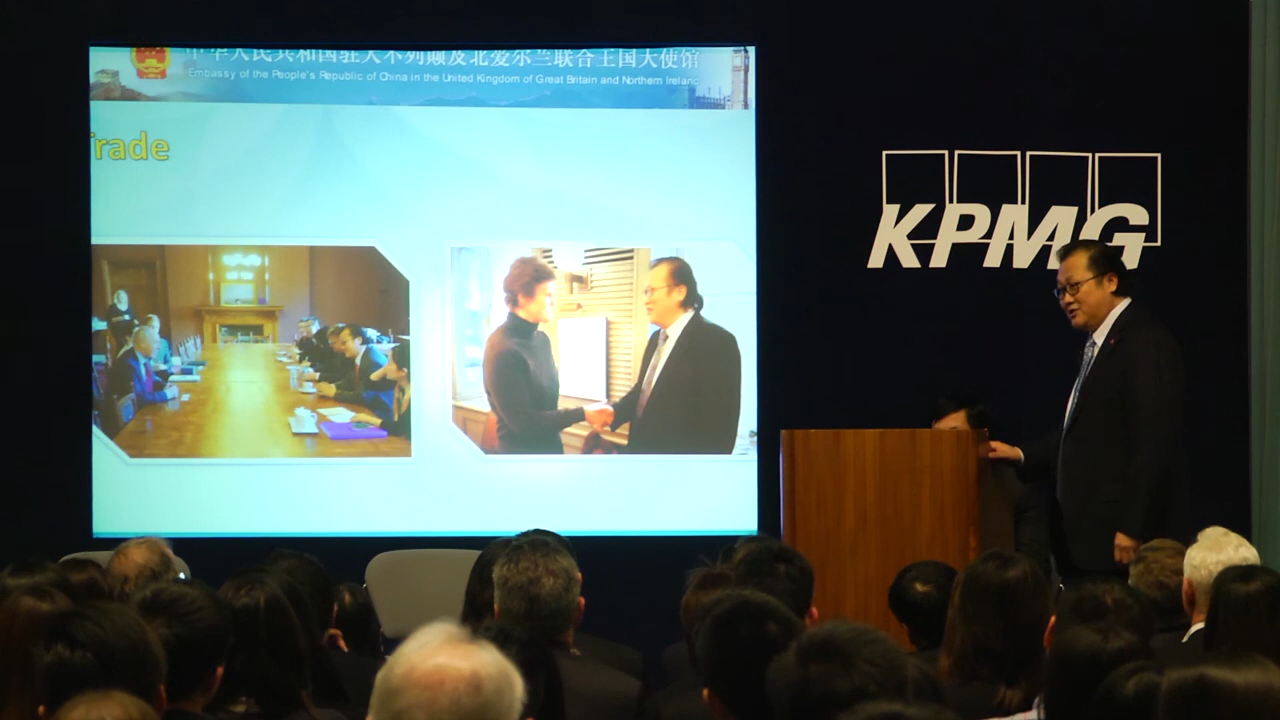 中华人民共和国驻大不列颠及北爱尔兰联合王国大使馆
Embassy of the People's Republic of China in the United Kingdom of Great Britain and Northern Ireland
Trade
KPMG